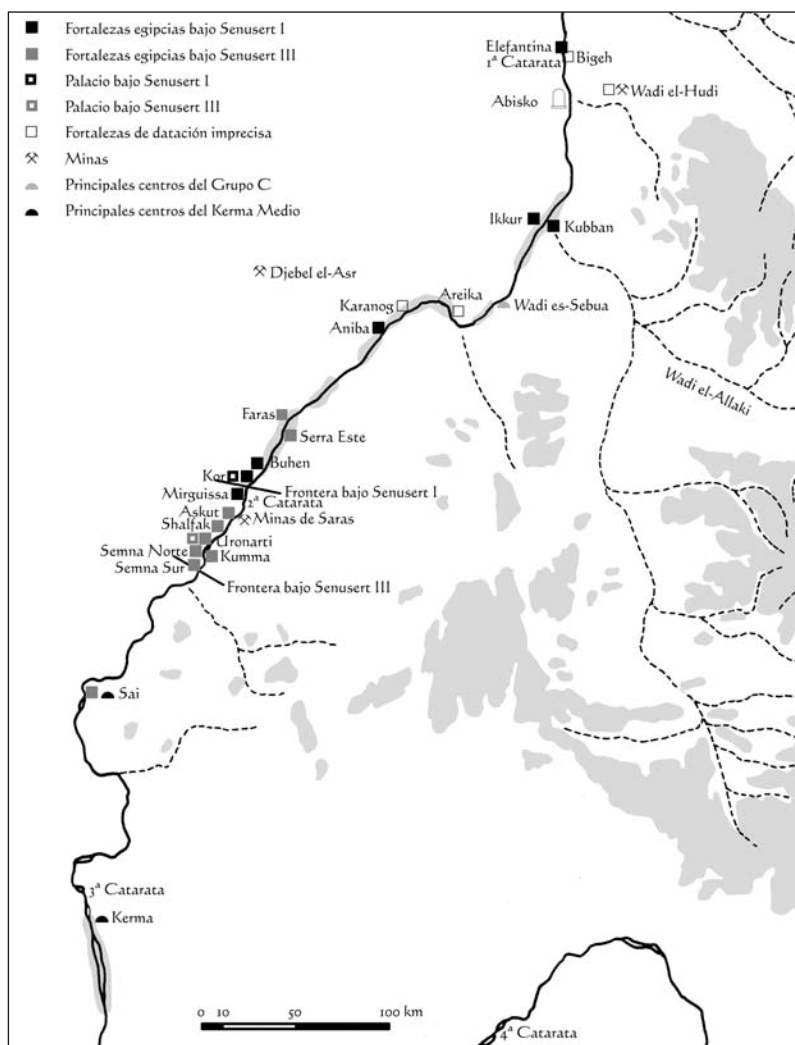 Fortalezas egipcias bajo Senusert I
Fortalezas egipcias bajo Senusert III
Palacio bajo Senusert I
Palacio bajo Senusert III
Fortalezas de datación imprecisa
Minas
Principales centros del Grupo C
Principales centros del Kerma Medio
Elefantina
1ª Catarata
Bigeh
Wadi el-Hudi
Abisko
Ikkur
Kubban
Djebel el-Asr
Karanog
Areika
Wadi es-Sebua
Aniba
Wadi el-Allaki
Faras
Serra Este
Buhen
Kor
Frontera bajo Senusert I
Mirguissa
2ª Catarata
Askut
Minas de Saras
Shalfak
Uronarti
Semna Norte
Kumma
Semna Sur
Frontera bajo Senusert III
Sai
3ª Catarata
Kerma
0 10 50 100 km
4ª Catarata